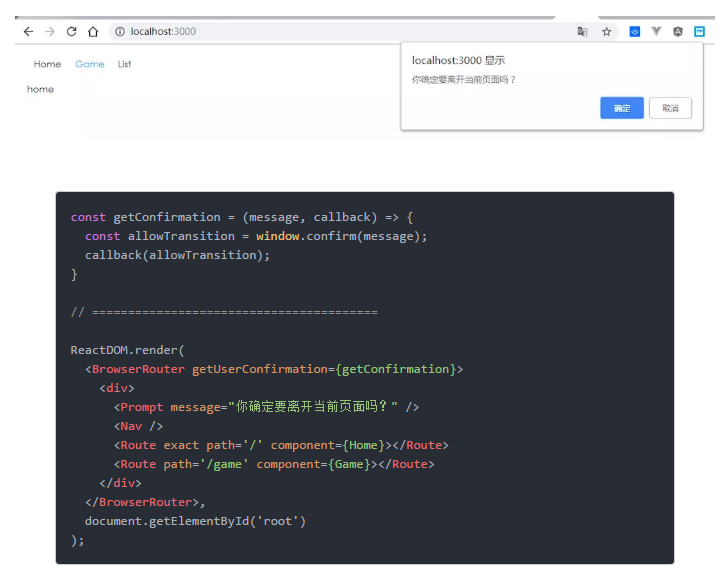 localhost:3000
Home Game List
home
localhost:3000 显示
你确定要离开当前页面吗？
确定 取消
const getConfirmation = (message, callback) => {
  const allowTransition = window.confirm(message);
  callback(allowTransition);
}
// ========================================
ReactDOM.render(
  <BrowserRouter getUserConfirmation={getConfirmation}>
    <div>
      <Prompt message="你确定要离开当前页面吗？" />
      <Nav />
      <Route exact path='/' component={Home}></Route>
      <Route path='/game' component={Game}></Route>
    </div>
  </BrowserRouter>,
  document.getElementById('root')
);